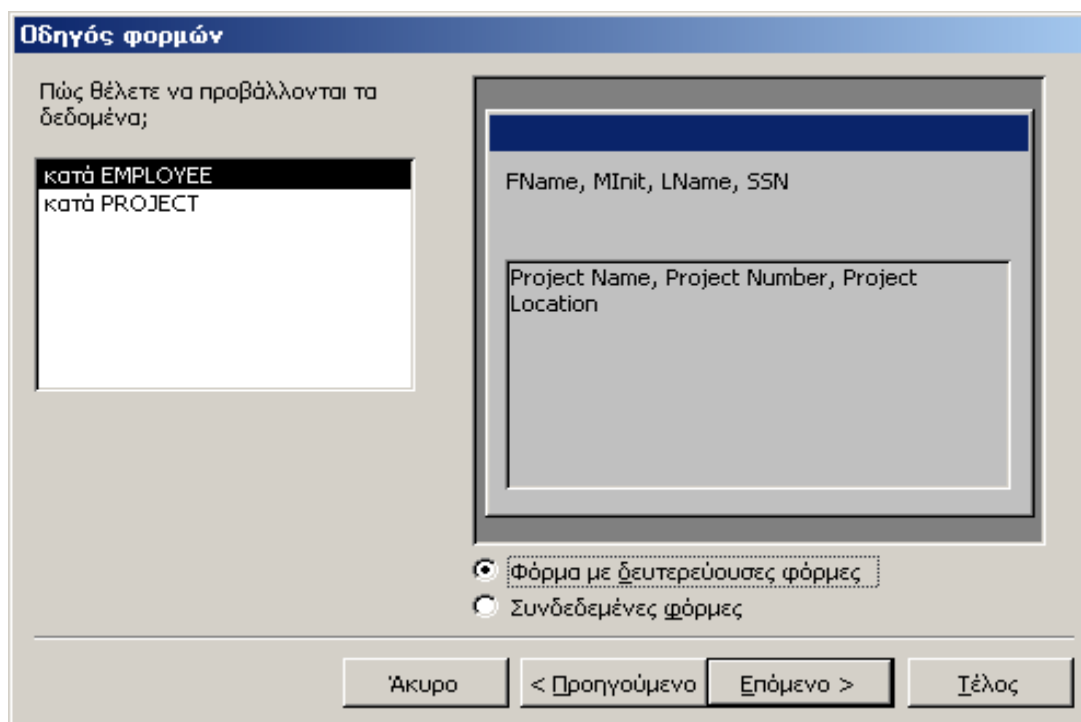 Οδηγός φορμών
Πώς θέλετε να προβάλλονται τα
δεδομένα;
κατά EMPLOYEE
κατά PROJECT
FName, MInit, LName, SSN
Project Name, Project Number, Project
Location
Φόρμα με δευτερεύουσες φόρμες
Συνδεδεμένες φόρμες
Άκυρο
< Προηγούμενο
Επόμενο >
Τέλος